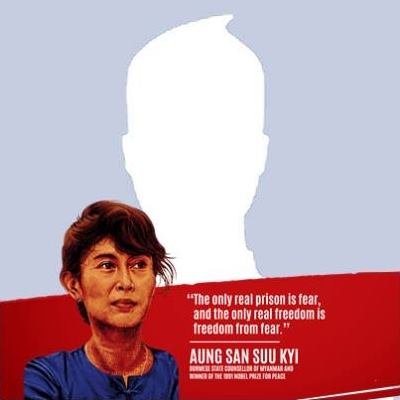 “The only real prison is fear,
and the only real freedom is
freedom from fear.”
AUNG SAN SUU KYI
BURMESE STATE COUNSELLOR OF MYANMAR AND
WINNER OF THE 1991 NOBEL PRIZE FOR PEACE